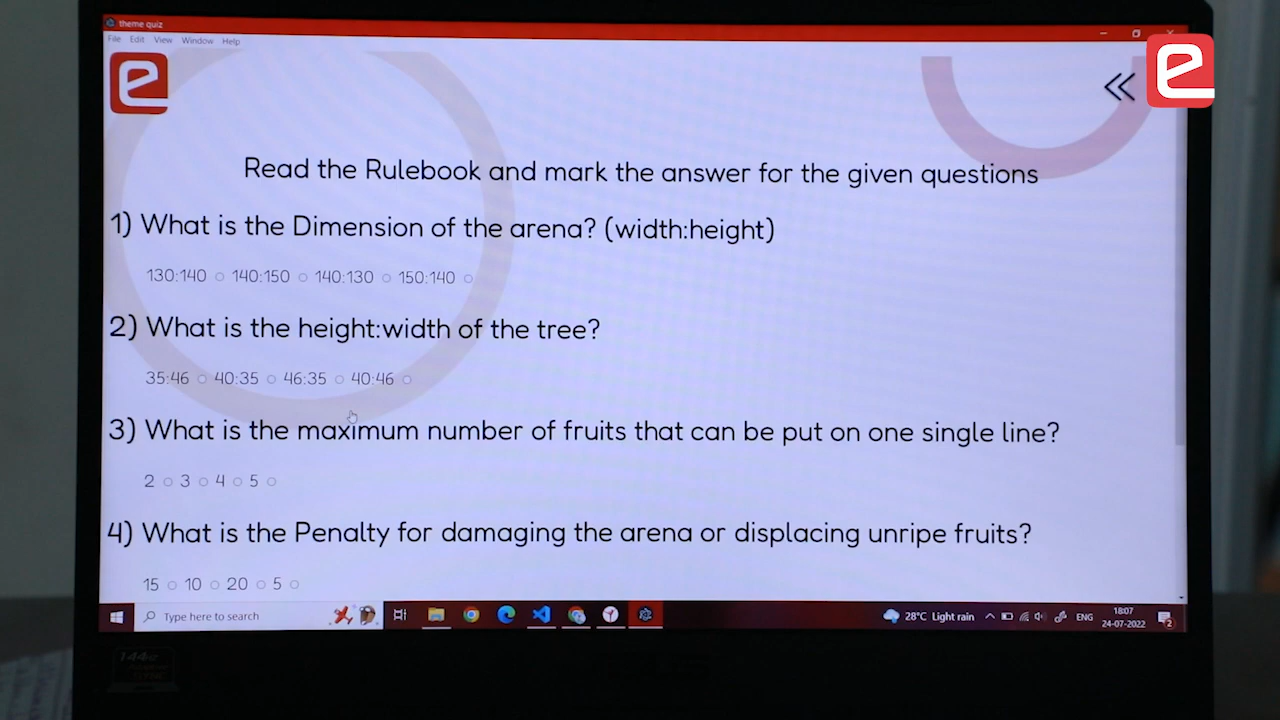 theme quiz
File Edit View Window Help
e
e
Read the Rulebook and mark the answer for the given questions
1) What is the Dimension of the arena? (width:height)
130:140 140:150 140:130 150:140
2) What is the height:width of the tree?
35:46 40:35 46:35 40:46
3) What is the maximum number of fruits that can be put on one single line?
2 3 4 5
4) What is the Penalty for damaging the arena or displacing unripe fruits?
15 10 20 5
Type here to search
28°C Light rain
ENG
18:07
24-07-2022
2
144Hz